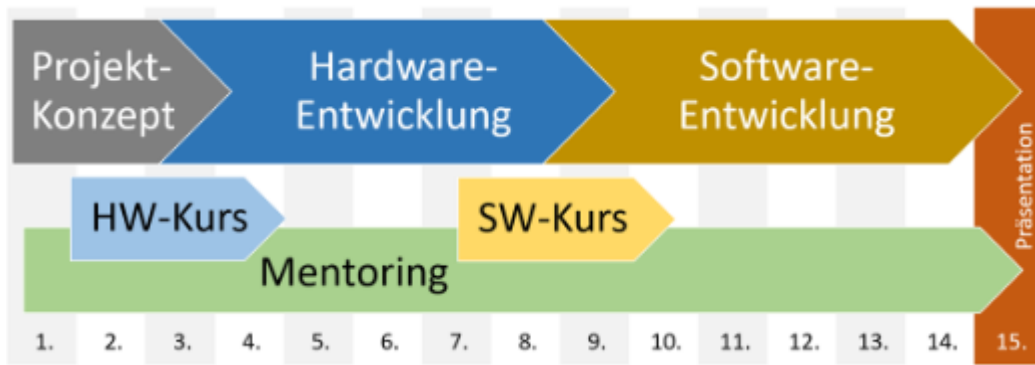 Projekt-
Konzept
Hardware-
Entwicklung
Software-
Entwicklung
Präsentation
HW-Kurs
SW-Kurs
Mentoring
1. 2. 3. 4. 5. 6. 7. 8. 9. 10. 11. 12. 13. 14. 15.